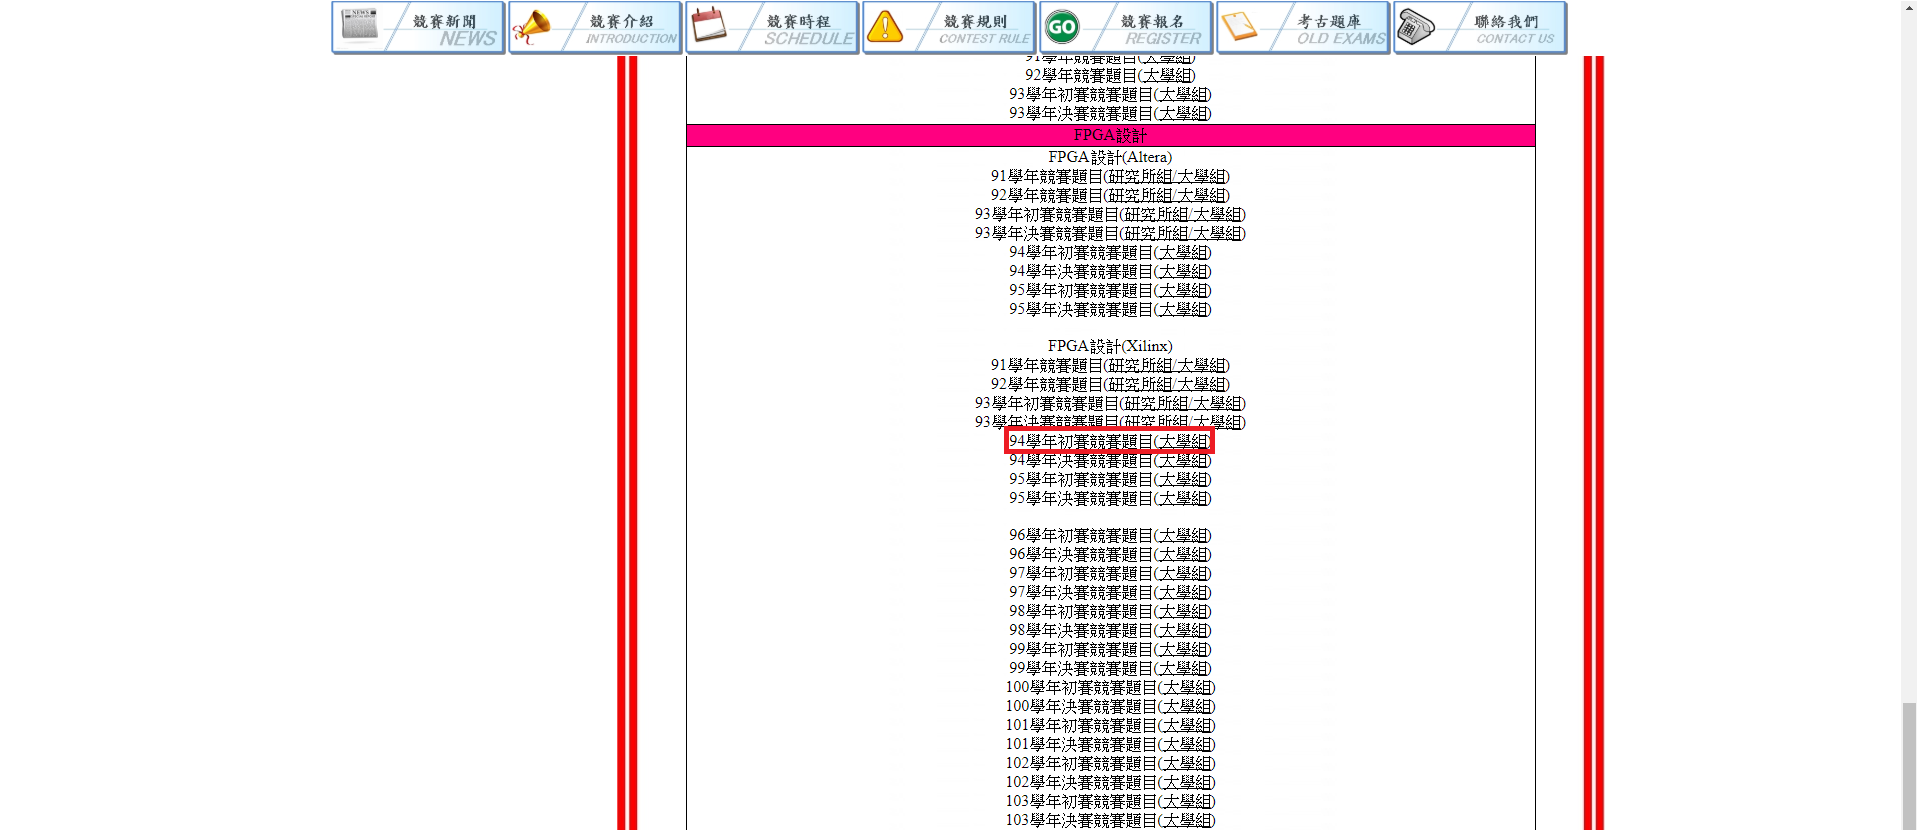 競賽新聞
NEWS
競賽介紹
INTRODUCTION
競賽時程
SCHEDULE
競賽規則
CONTEST RULE
競賽報名
GO
REGISTER
考古題庫
OLD EXAMS
聯絡我們
CONTACT US
91學年競賽題目(大學組)
92學年競賽題目(大學組)
93學年初賽競賽題目(大學組)
93學年決賽競賽題目(大學組)
FPGA設計
FPGA設計(Altera)
91學年競賽題目(研究所組/大學組)
92學年競賽題目(研究所組/大學組)
93學年初賽競賽題目(研究所組/大學組)
93學年決賽競賽題目(研究所組/大學組)
94學年初賽競賽題目(大學組)
94學年決賽競賽題目(大學組)
95學年初賽競賽題目(大學組)
95學年決賽競賽題目(大學組)
FPGA設計(Xilinx)
91學年競賽題目(研究所組/大學組)
92學年競賽題目(研究所組/大學組)
93學年初賽競賽題目(研究所組/大學組)
93學年決賽競賽題目(研究所組/大學組)
94學年初賽競賽題目(大學組)
94學年決賽競賽題目(大學組)
95學年初賽競賽題目(大學組)
95學年決賽競賽題目(大學組)
96學年初賽競賽題目(大學組)
96學年決賽競賽題目(大學組)
97學年初賽競賽題目(大學組)
97學年決賽競賽題目(大學組)
98學年初賽競賽題目(大學組)
98學年決賽競賽題目(大學組)
99學年初賽競賽題目(大學組)
99學年決賽競賽題目(大學組)
100學年初賽競賽題目(大學組)
100學年決賽競賽題目(大學組)
101學年初賽競賽題目(大學組)
101學年決賽競賽題目(大學組)
102學年初賽競賽題目(大學組)
102學年決賽競賽題目(大學組)
103學年初賽競賽題目(大學組)
103學年決賽競賽題目(大學組)